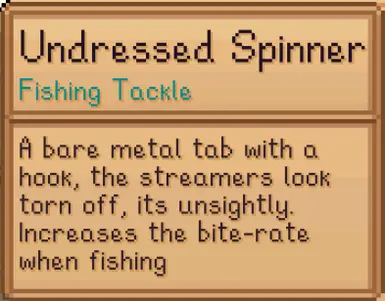 Undressed Spinner
Fishing Tackle
A bare metal tab with a
hook, the streamers look
torn off, its unsightly.
Increases the bite-rate
when fishing